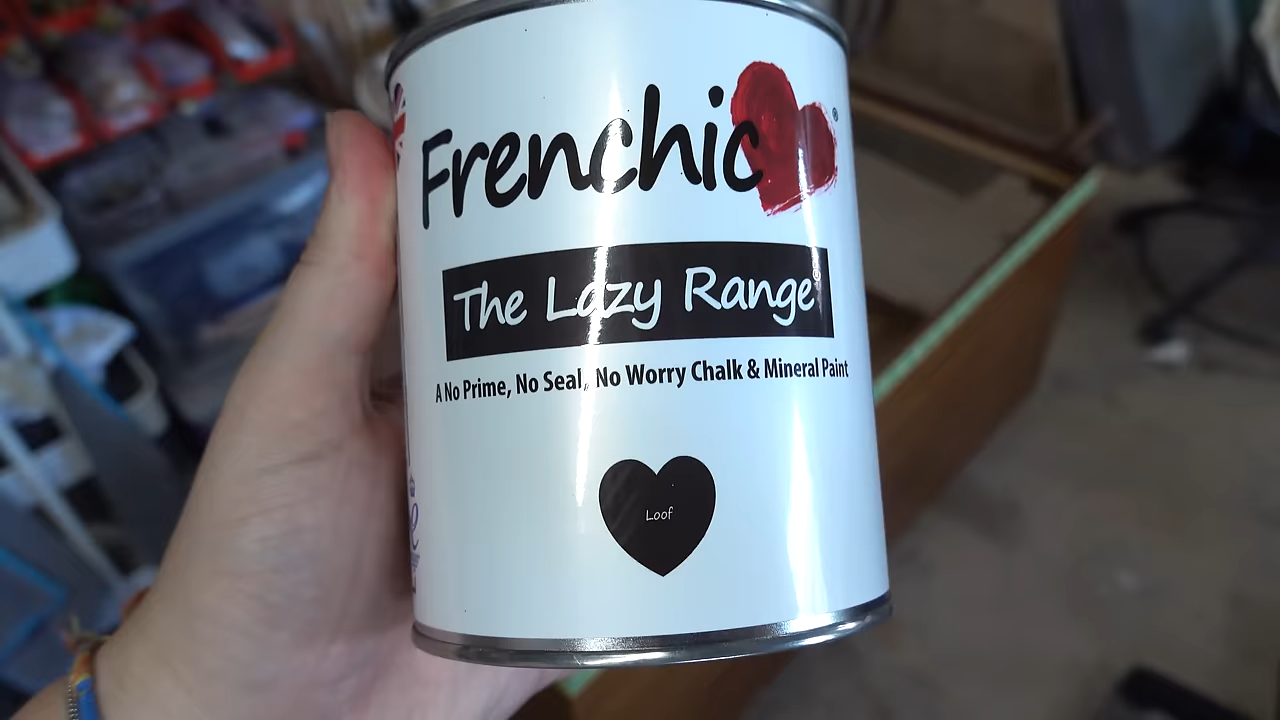 Frenchic®
The Lazy Range®
A No Prime, No Seal, No Worry Chalk & Mineral Paint
Loof